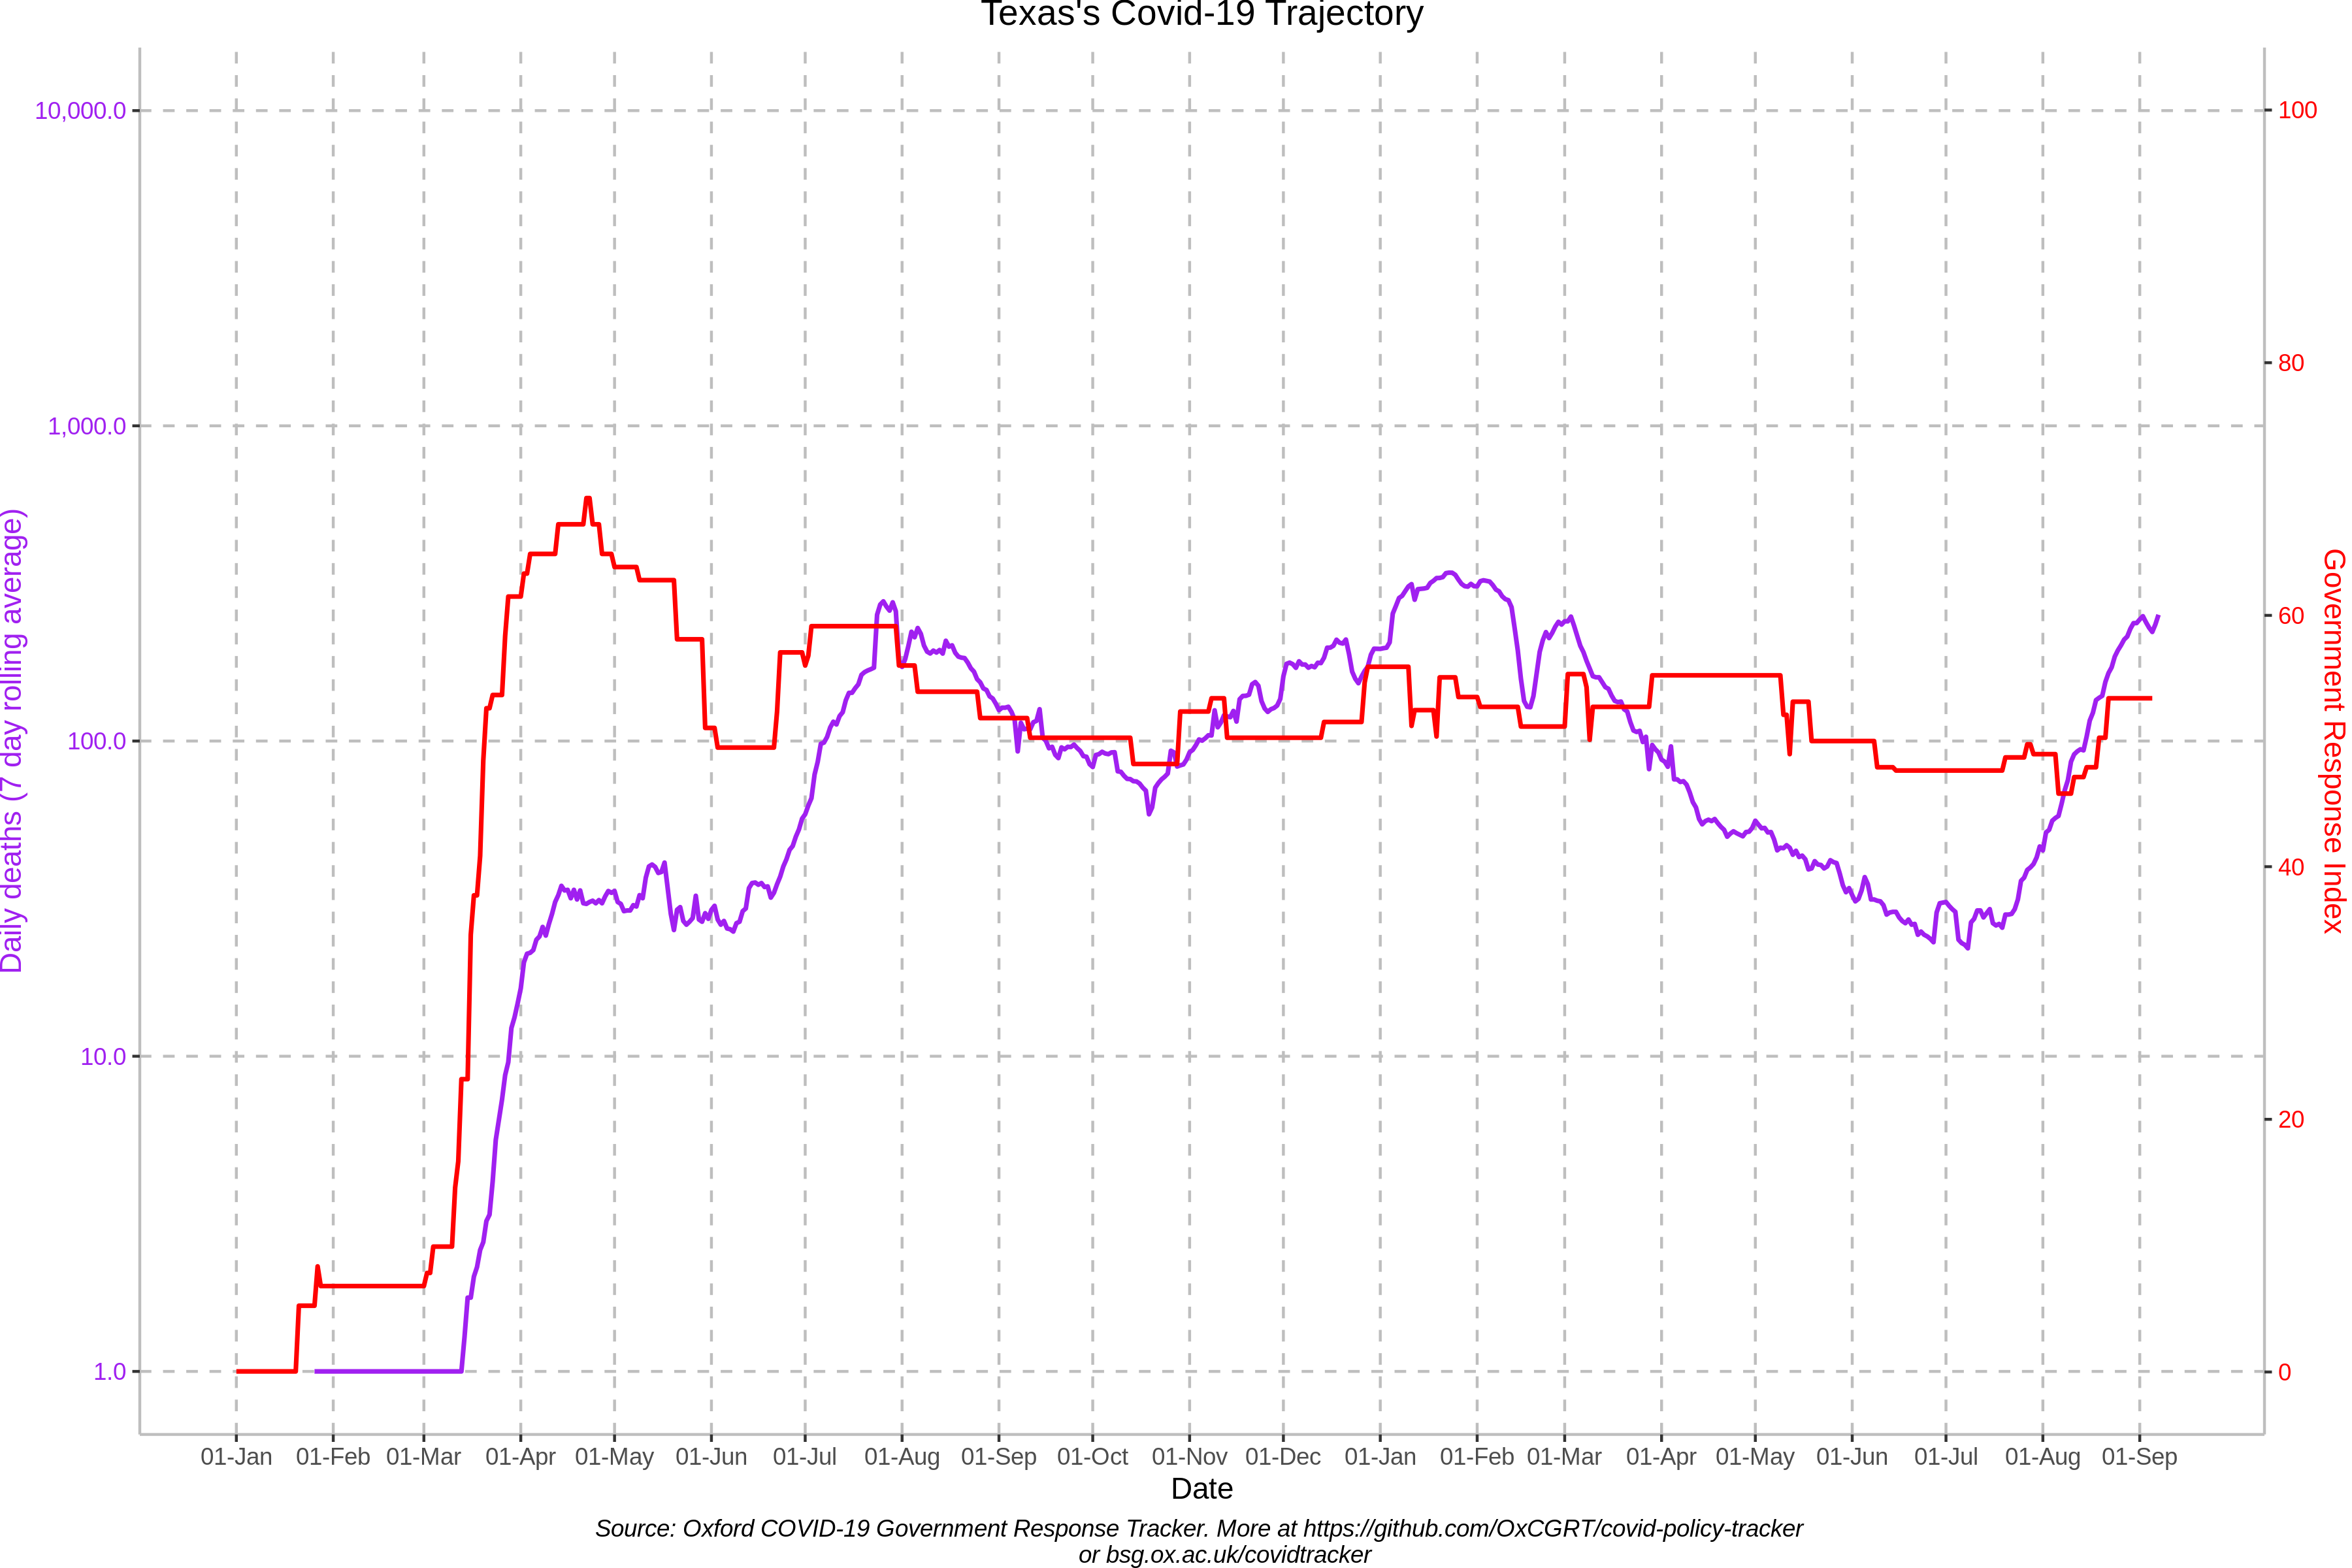 Texas's Covid-19 Trajectory
10,000.0
1,000.0
100.0
10.0
1.0
Daily deaths (7 day rolling average)
100
80
60
40
20
0
Government Response Index
01-Jan 01-Feb 01-Mar 01-Apr 01-May 01-Jun 01-Jul 01-Aug 01-Sep 01-Oct 01-Nov 01-Dec 01-Jan 01-Feb 01-Mar 01-Apr 01-May 01-Jun 01-Jul 01-Aug 01-Sep
Date
Source: Oxford COVID-19 Government Response Tracker. More at https://github.com/OxCGRT/covid-policy-tracker
or bsg.ox.ac.uk/covidtracker